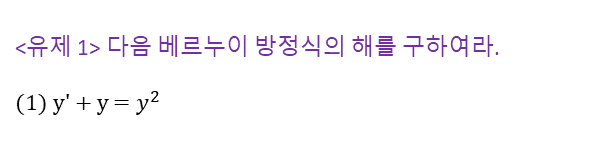 <유제 1> 다음 베르누이 방정식의 해를 구하여라.
(1) y' + y = y²